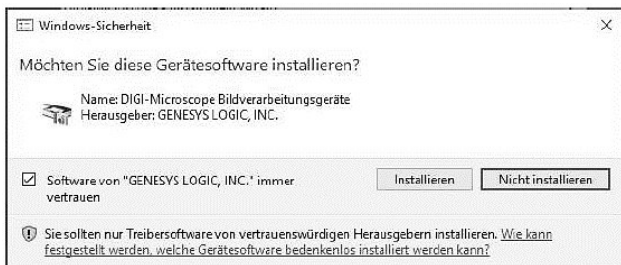 Windows-Sicherheit
Möchten Sie diese Gerätesoftware installieren?
Name: DIGI-Microscope Bildverarbeitungsgeräte
Herausgeber: GENESYS LOGIC, INC.
Software von "GENESYS LOGIC, INC." immer
vertrauen
Installieren
Nicht installieren
Sie sollten nur Treibersoftware von vertrauenswürdigen Herausgebern installieren. Wie kann
festgestellt werden, welche Gerätesoftware bedenkenlos installiert werden kann?